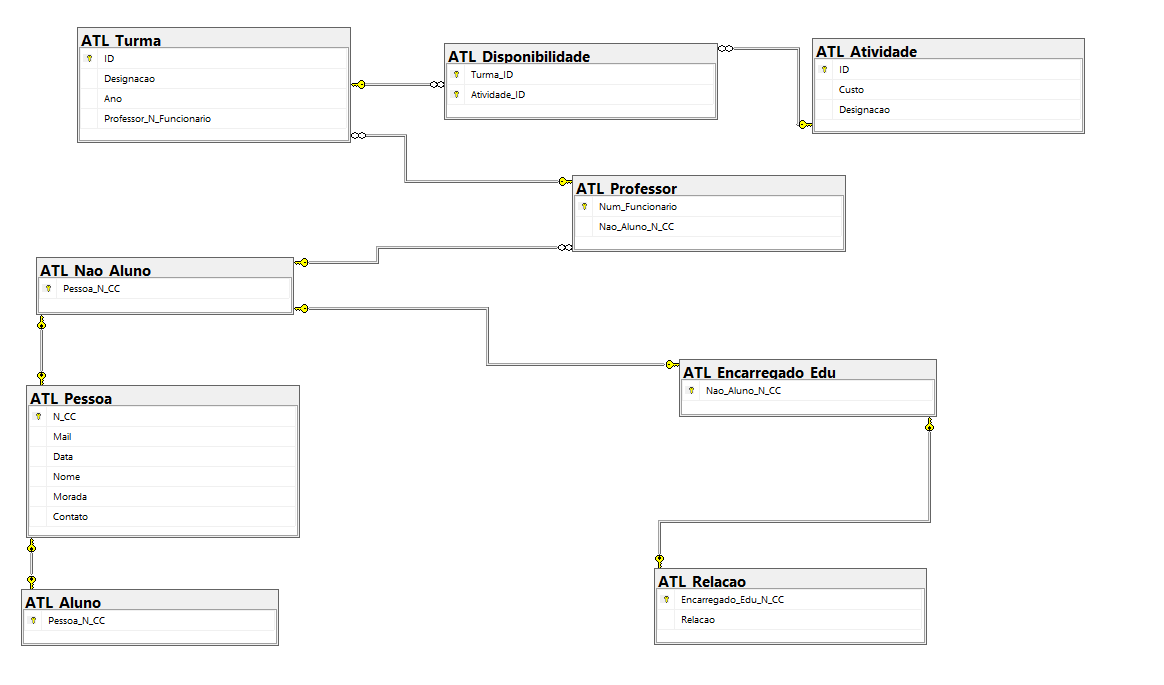 ATL Turma
ID
Designacao
Ano
Professor_N_Funcionario
ATL Disponibilidade
Turma_ID
Atividade_ID
ATL Atividade
ID
Custo
Designacao
ATL Professor
Num_Funcionario
Nao_Aluno_N_CC
ATL Nao Aluno
Pessoa_N_CC
ATL Encarregado Edu
Nao_Aluno_N_CC
ATL Pessoa
N_CC
Mail
Data
Nome
Morada
Contato
ATL Relacao
Encarregado_Edu_N_CC
Relacao
ATL Aluno
Pessoa_N_CC